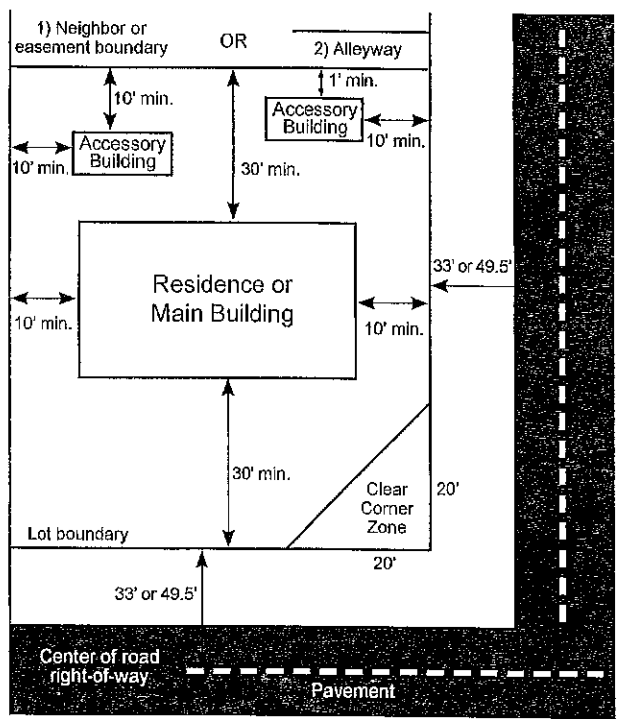 1) Neighbor or
easement boundary
OR
2) Alleyway
10' min.
1' min.
Accessory
Building
10' min.
Accessory
Building
10' min.
10' min.
30' min.
33' or 49.5'
Residence or
Main Building
10' min.
10' min.
30' min.
Clear
Corner
Zone
20'
Lot boundary
20'
33' or 49.5'
Center of road
right-of-way
Pavement